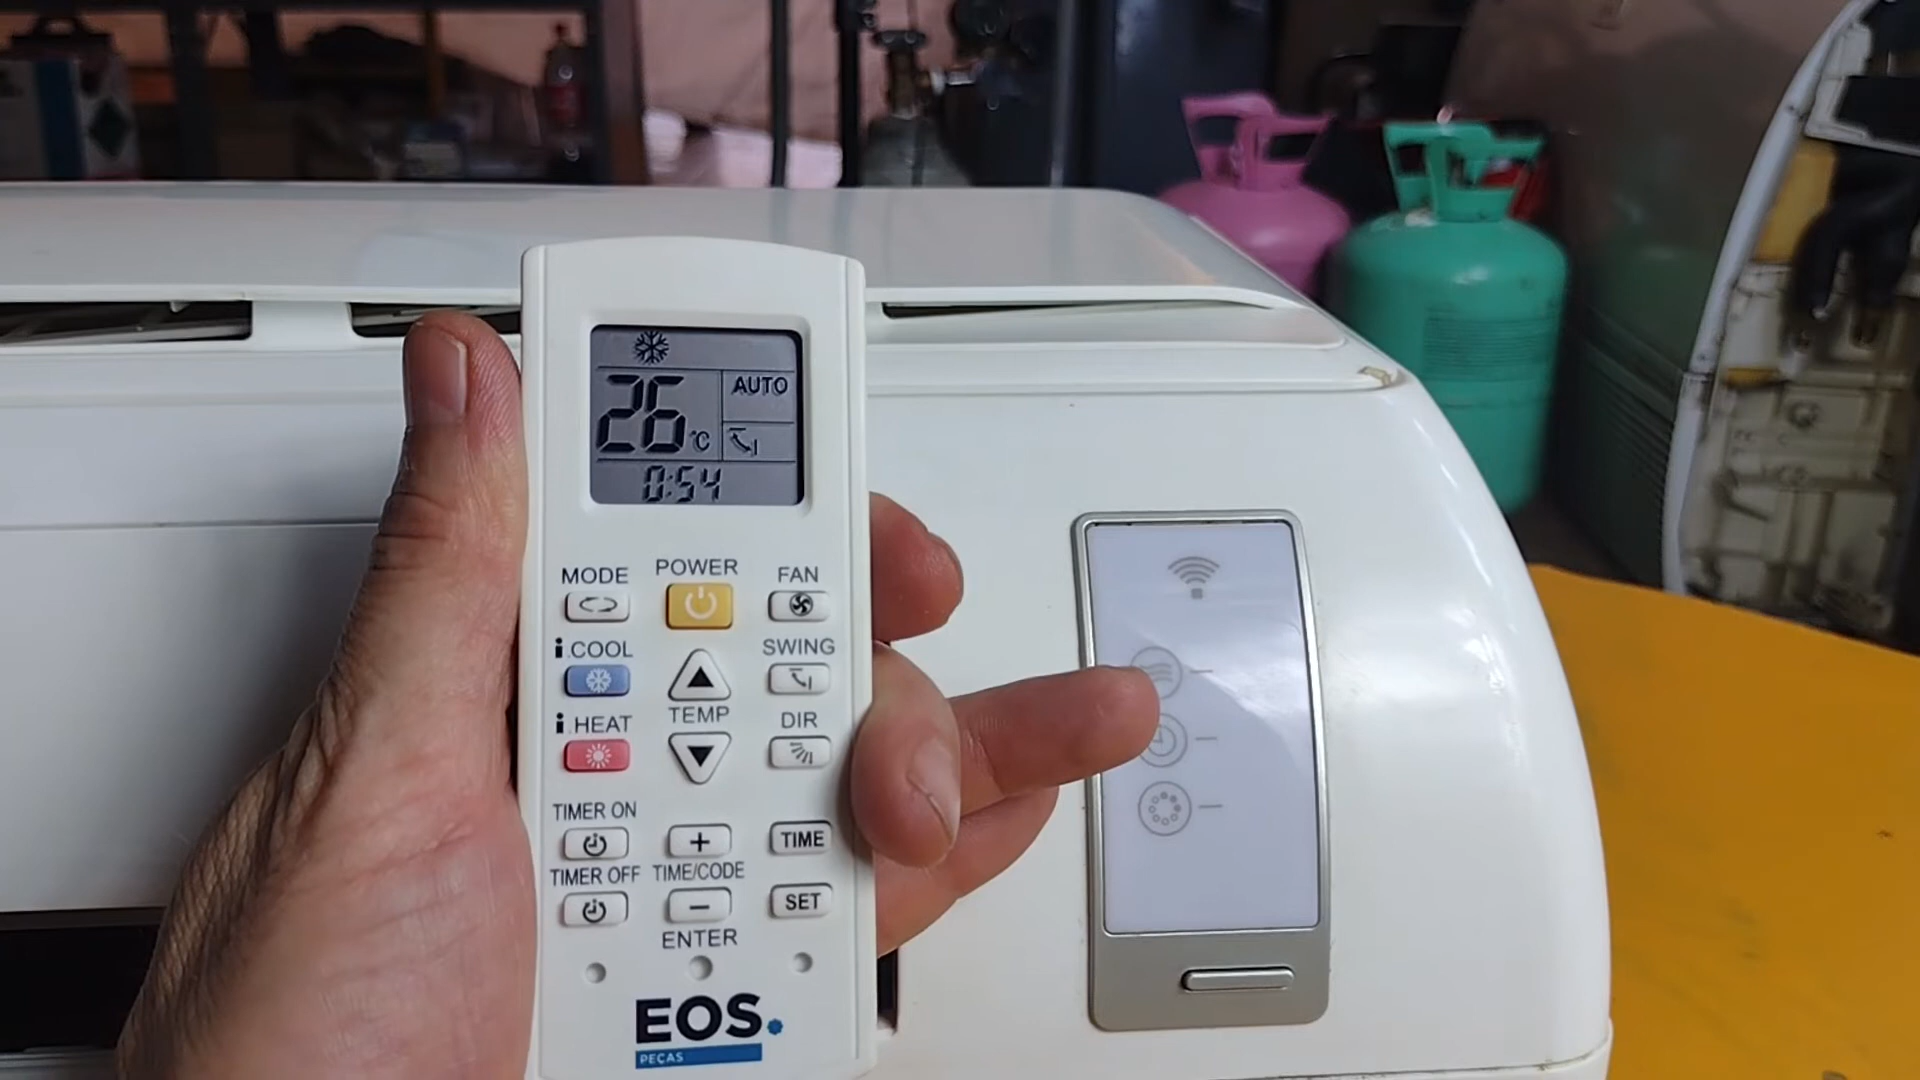 AUTO
26 °C
0:54
MODE
POWER
FAN
i.COOL
SWING
TEMP
i.HEAT
DIR
TIMER ON
TIME
TIMER OFF
TIME/CODE
SET
ENTER
EOS.
PEÇAS